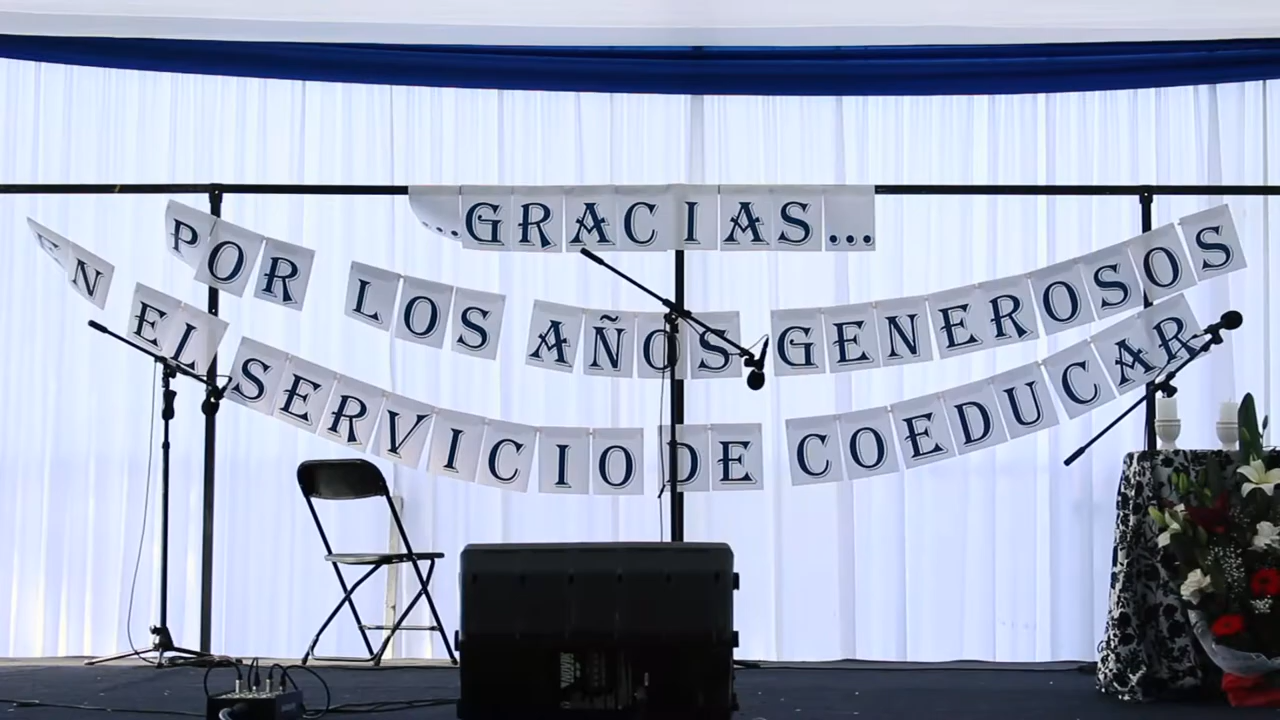 ...GRACIAS...
POR LOS AÑOS GENEROSOS
EN EL SERVICIO DE COEDUCAR